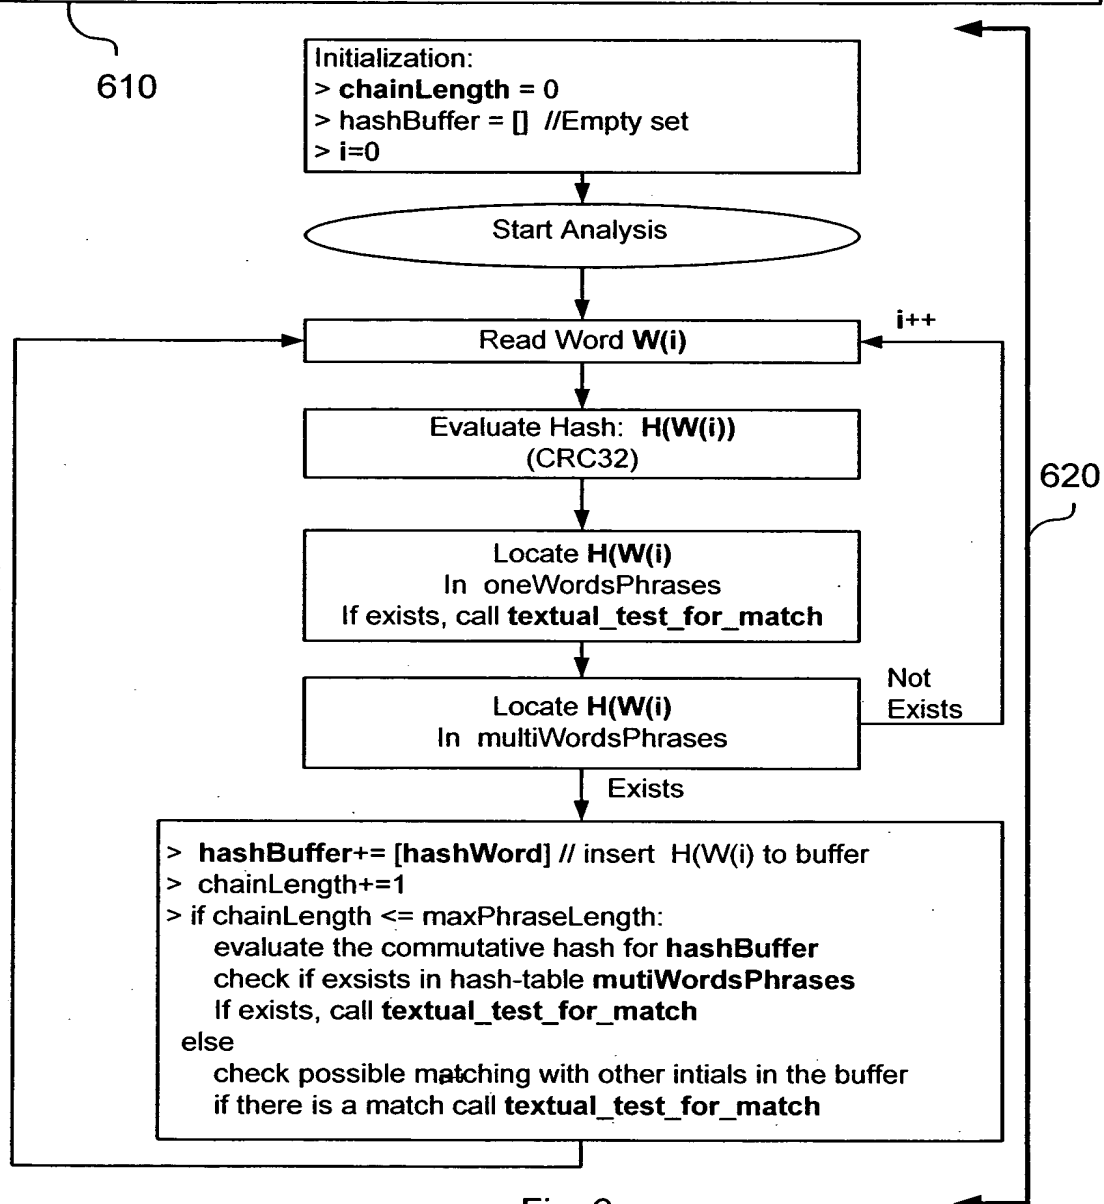 610
Initialization:
> chainLength = 0
> hashBuffer = [] //Empty set
> i=0
Start Analysis
i++
Read Word W(i)
Evaluate Hash: H(W(i))
(CRC32)
620
Locate H(W(i)
In oneWordsPhrases
If exists, call textual_test_for_match
Locate H(W(i)
In multiWordsPhrases
Not
Exists
Exists
> hashBuffer+= [hashWord] // insert H(W(i) to buffer
> chainLength+=1
> if chainLength <= maxPhraseLength:
evaluate the commutative hash for hashBuffer
check if exsists in hash-table mutiWordsPhrases
If exists, call textual_test_for_match
else
check possible matching with other intials in the buffer
if there is a match call textual_test_for_match